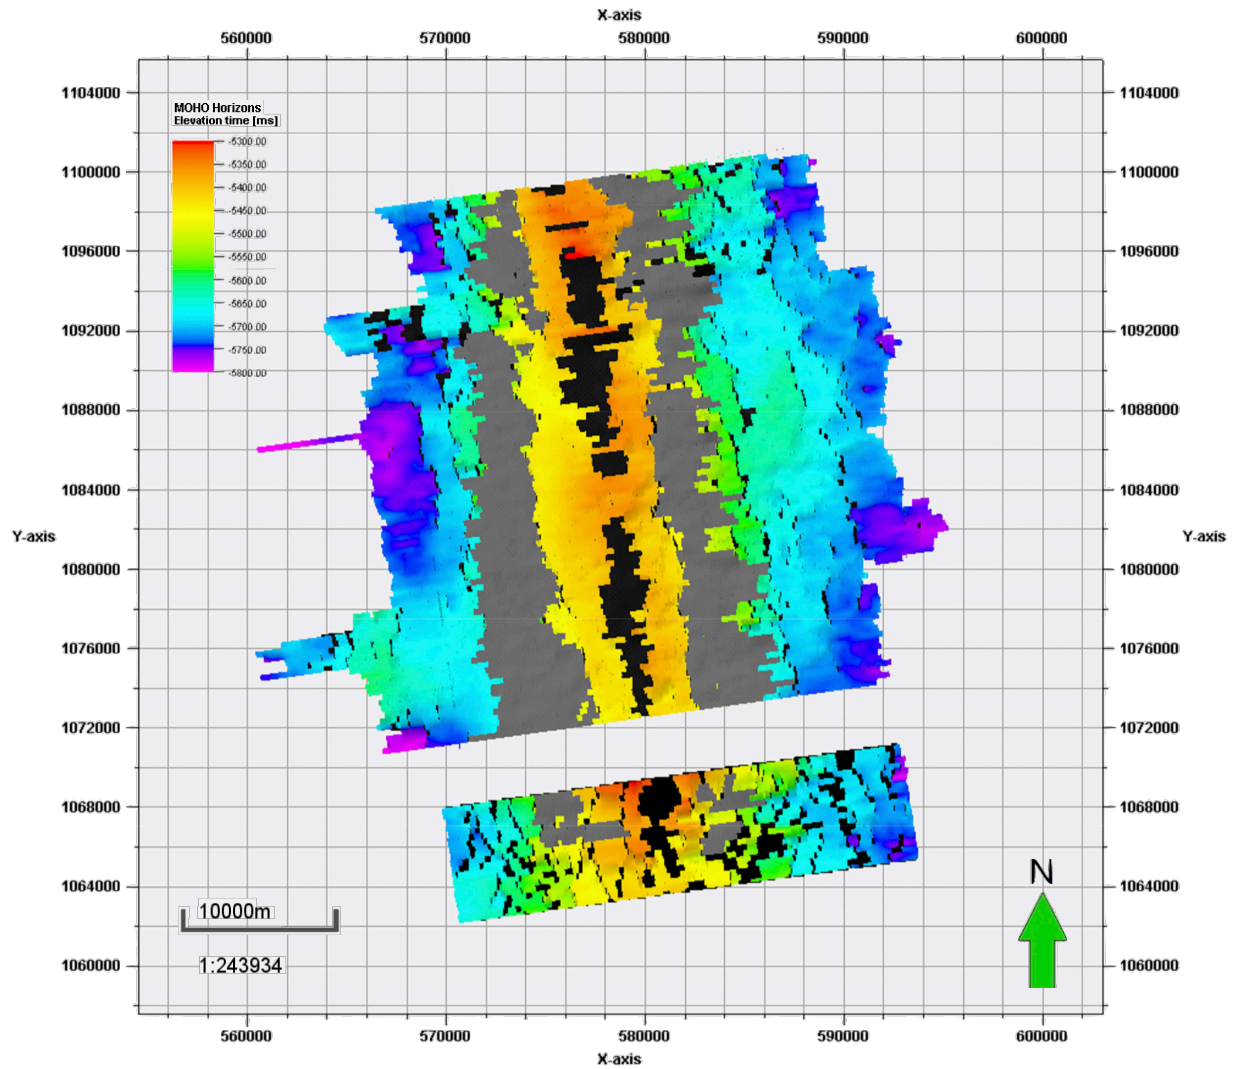 X-axis
560000 570000 580000 590000 600000
1104000 1104000
MOHO Horizons
Elevation time [ms]
-5300.00
-5350.00
1100000 1100000
-5400.00
-5450.00
-5500.00
1096000 1096000
-5550.00
-5600.00
-5650.00
-5700.00
1092000 1092000
-5750.00
-5800.00
1088000 1088000
1084000 1084000
Y-axis Y-axis
1080000 1080000
1076000 1076000
1072000 1072000
1068000 1068000
N
1064000 1064000
10000m
1:243934
1060000 1060000
560000 570000 580000 590000 600000
X-axis